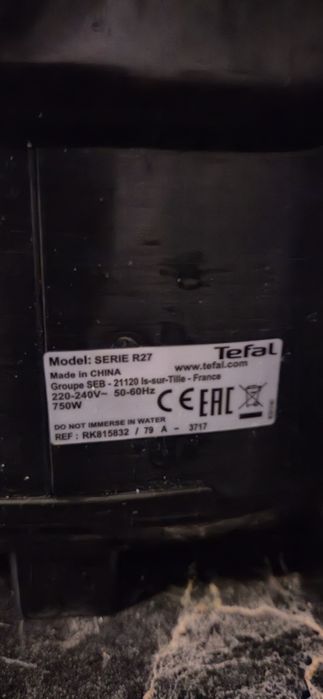 Tefal
Model: SERIE R27
www.tefal.com
Made in CHINA
Groupe SEB - 21120 Is-sur-Tille - France
220-240V~ 50-60Hz
750W
CE EAC
DO NOT IMMERSE IN WATER
REF : RK815832 / 79 A - 3717